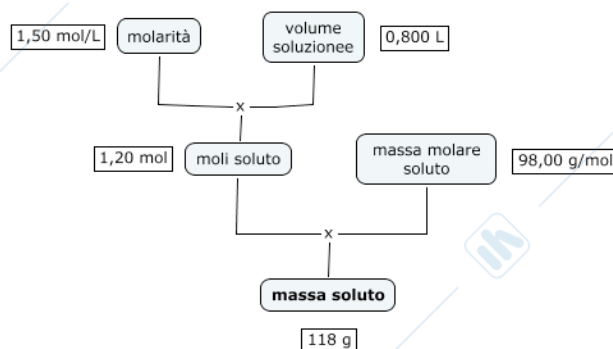 1,50 mol/L
molarità
volume
soluzionee
0,800 L
x
1,20 mol
moli soluto
massa molare
soluto
98,00 g/mol
x
massa soluto
118 g